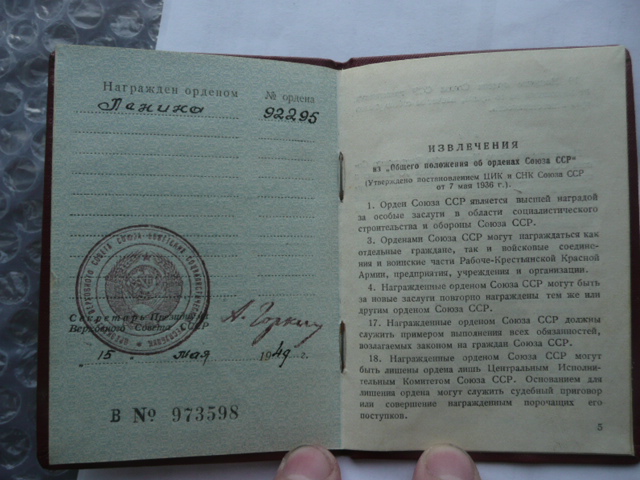 Награжден орденом
№ ордена
Ленина
92295
Секретарь Президиума
Верховного Совета СССР
А. Горкин
15 мая 1949 г.
В № 973598
ИЗВЛЕЧЕНИЯ
из „Общего положения об орденах Союза ССР“
(Утверждено постановлением ЦИК и СНК Союза ССР
от 7 мая 1936 г.).
1. Орден Союза ССР является высшей наградой
за особые заслуги в области социалистического
строительства и обороны Союза ССР.
3. Орденами Союза ССР могут награждаться как
отдельные граждане, так и войсковые соедине-
ния и воинские части Рабоче-Крестьянской Красной
Армии, предприятия, учреждения и организации.
4. Награжденные орденом Союза ССР могут быть
за новые заслуги повторно награждены тем же или
другим орденом Союза ССР.
17. Награжденные орденом Союза ССР должны
служить примером выполнения всех обязанностей,
возлагаемых законом на граждан Союза ССР.
18. Награжденные орденом Союза ССР могут
быть лишены ордена лишь Центральным Исполни-
тельным Комитетом Союза ССР. Основанием для
лишения ордена могут служить судебный приговор
или совершение награжденным порочащих его
поступков.
5